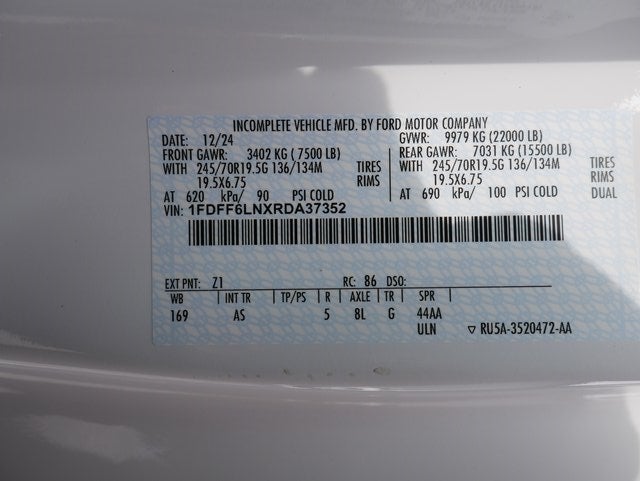 INCOMPLETE VEHICLE MFD. BY FORD MOTOR COMPANY
DATE: 12/24 GVWR: 9979 KG (22000 LB)
FRONT GAWR: 3402 KG ( 7500 LB) REAR GAWR: 7031 KG (15500 LB)
WITH 245/70R19.5G 136/134M TIRES WITH 245/70R19.5G 136/134M TIRES
19.5X6.75 RIMS 19.5X6.75 RIMS
AT 620 kPa/ 90 PSI COLD AT 690 kPa/ 100 PSI COLD DUAL
VIN: 1FDFF6LNXRDA37352
EXT PNT: Z1 RC: 86 DSO:
WB INT TR TP/PS R AXLE TR SPR
169 AS 5 8L G 44AA
ULN ▽ RU5A-3520472-AA